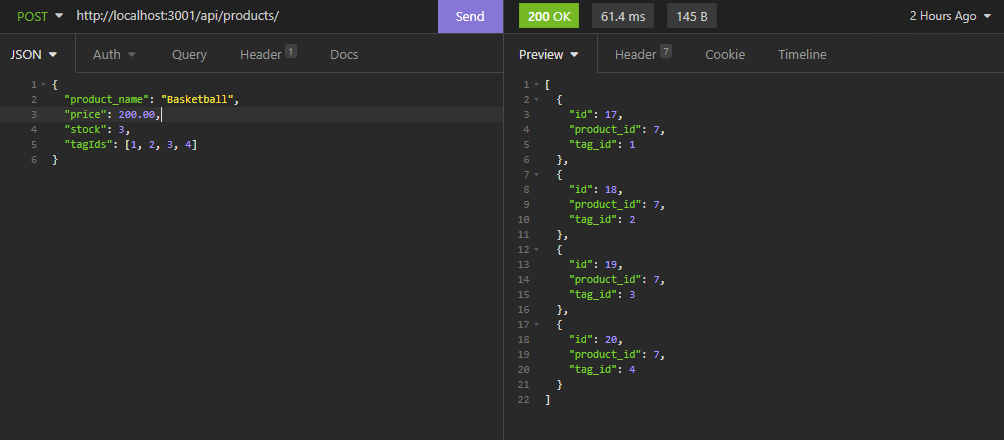 POST http://localhost:3001/api/products/ Send 200 OK 61.4 ms 145 B 2 Hours Ago
JSON Auth Query Header 1 Docs
1 {
2 "product_name": "Basketball",
3 "price": 200.00,
4 "stock": 3,
5 "tagIds": [1, 2, 3, 4]
6 }
Preview Header 7 Cookie Timeline
1 [
2 {
3 "id": 17,
4 "product_id": 7,
5 "tag_id": 1
6 },
7 {
8 "id": 18,
9 "product_id": 7,
10 "tag_id": 2
11 },
12 {
13 "id": 19,
14 "product_id": 7,
15 "tag_id": 3
16 },
17 {
18 "id": 20,
19 "product_id": 7,
20 "tag_id": 4
21 }
22 ]